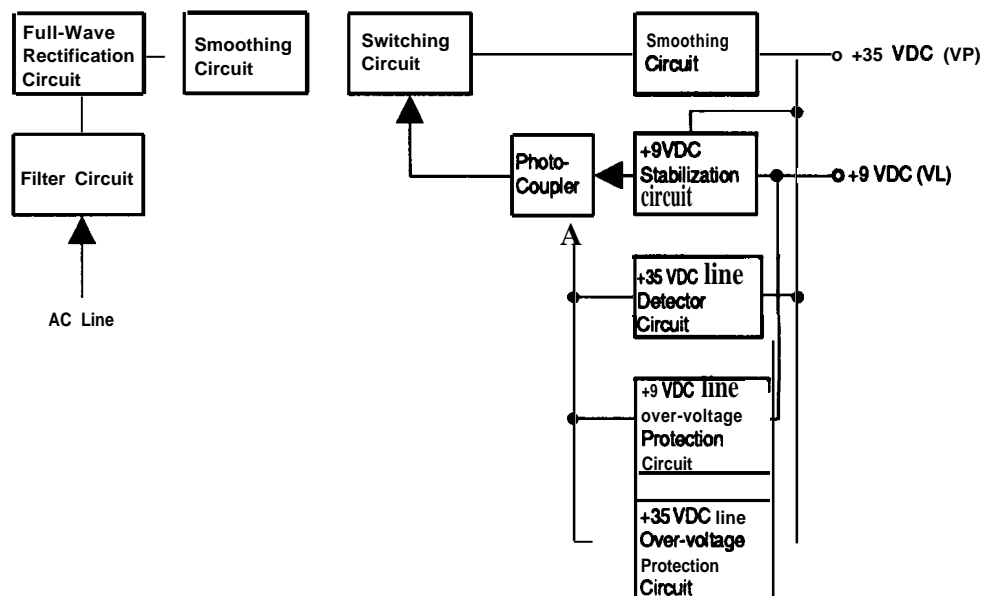 Full-Wave
Rectification
Circuit
Smoothing
Circuit
Switching
Circuit
Smoothing
Circuit
o +35 VDC (VP)
Filter Circuit
Photo-
Coupler
+9VDC
Stabilization
circuit
+9 VDC (VL)
A
AC Line
+35 VDC line
Detector
Circuit
+9 VDC line
over-voltage
Protection
Circuit
+35 VDC line
Over-voltage
Protection
Circuit